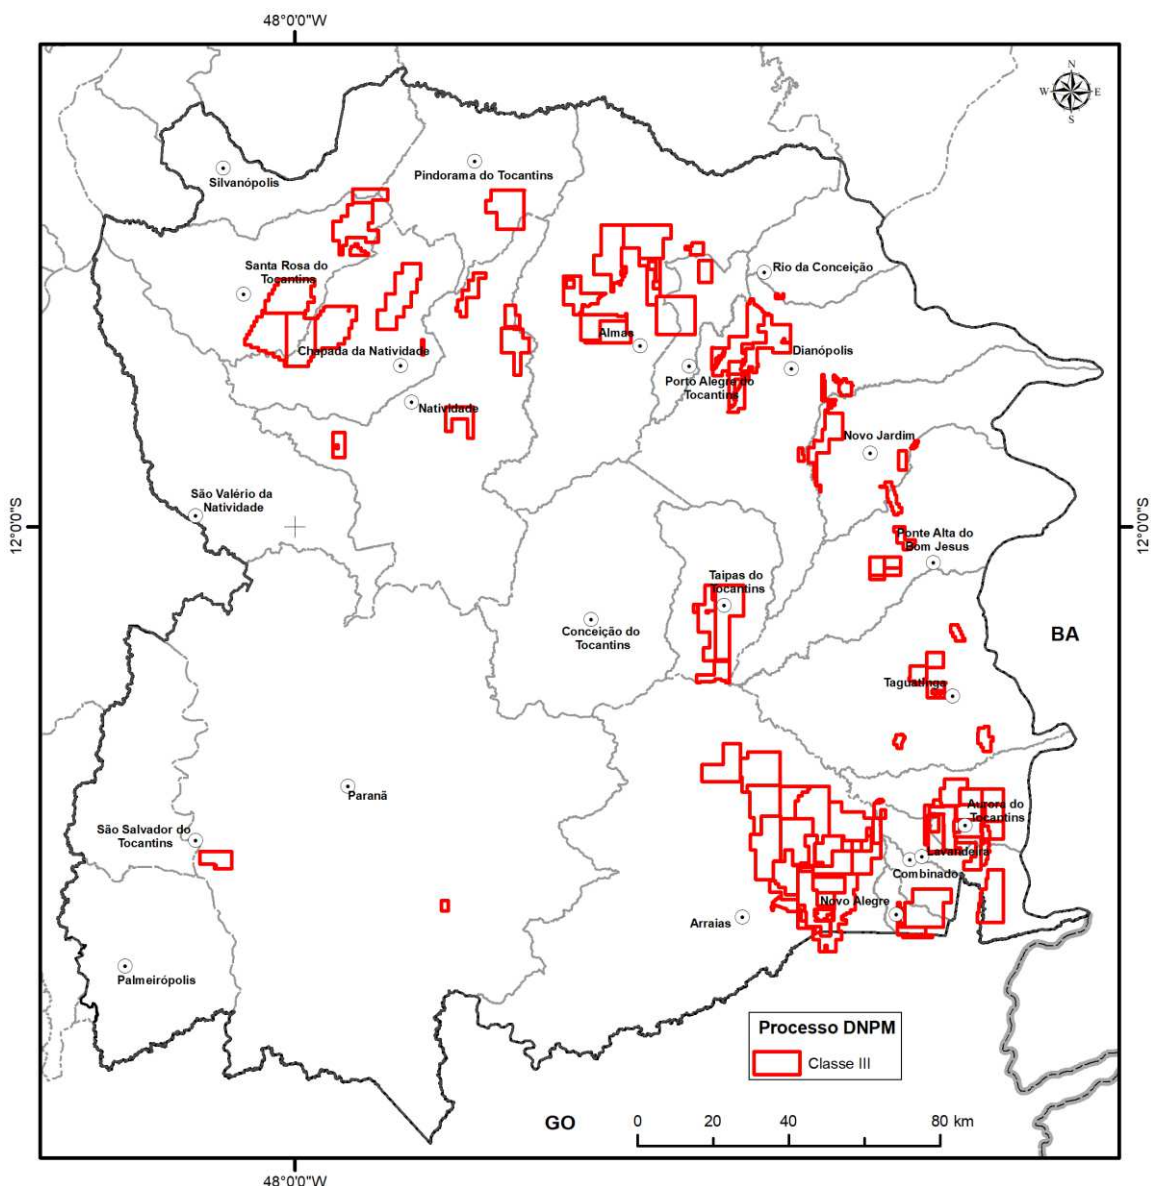 48°0'0"W
N
W
E
S
Silvanópolis
Pindorama do Tocantins
Santa Rosa do
Tocantins
Rio da Conceição
Almas
Chapada da Natividade
Dianópolis
Porto Alegre do
Tocantins
Natividade
Novo Jardim
São Valério da
Natividade
12°0'0"S
12°0'0"S
Ponte Alta do
Bom Jesus
Taipas do
Tocantins
Conceição do
Tocantins
BA
Taguatinga
Paranã
Aurora do
Tocantins
São Salvador do
Tocantins
Lavandeira
Combinado
Novo Alegre
Arraias
Palmeirópolis
Processo DNPM
Classe III
GO
0
20
40
80 km
48°0'0"W